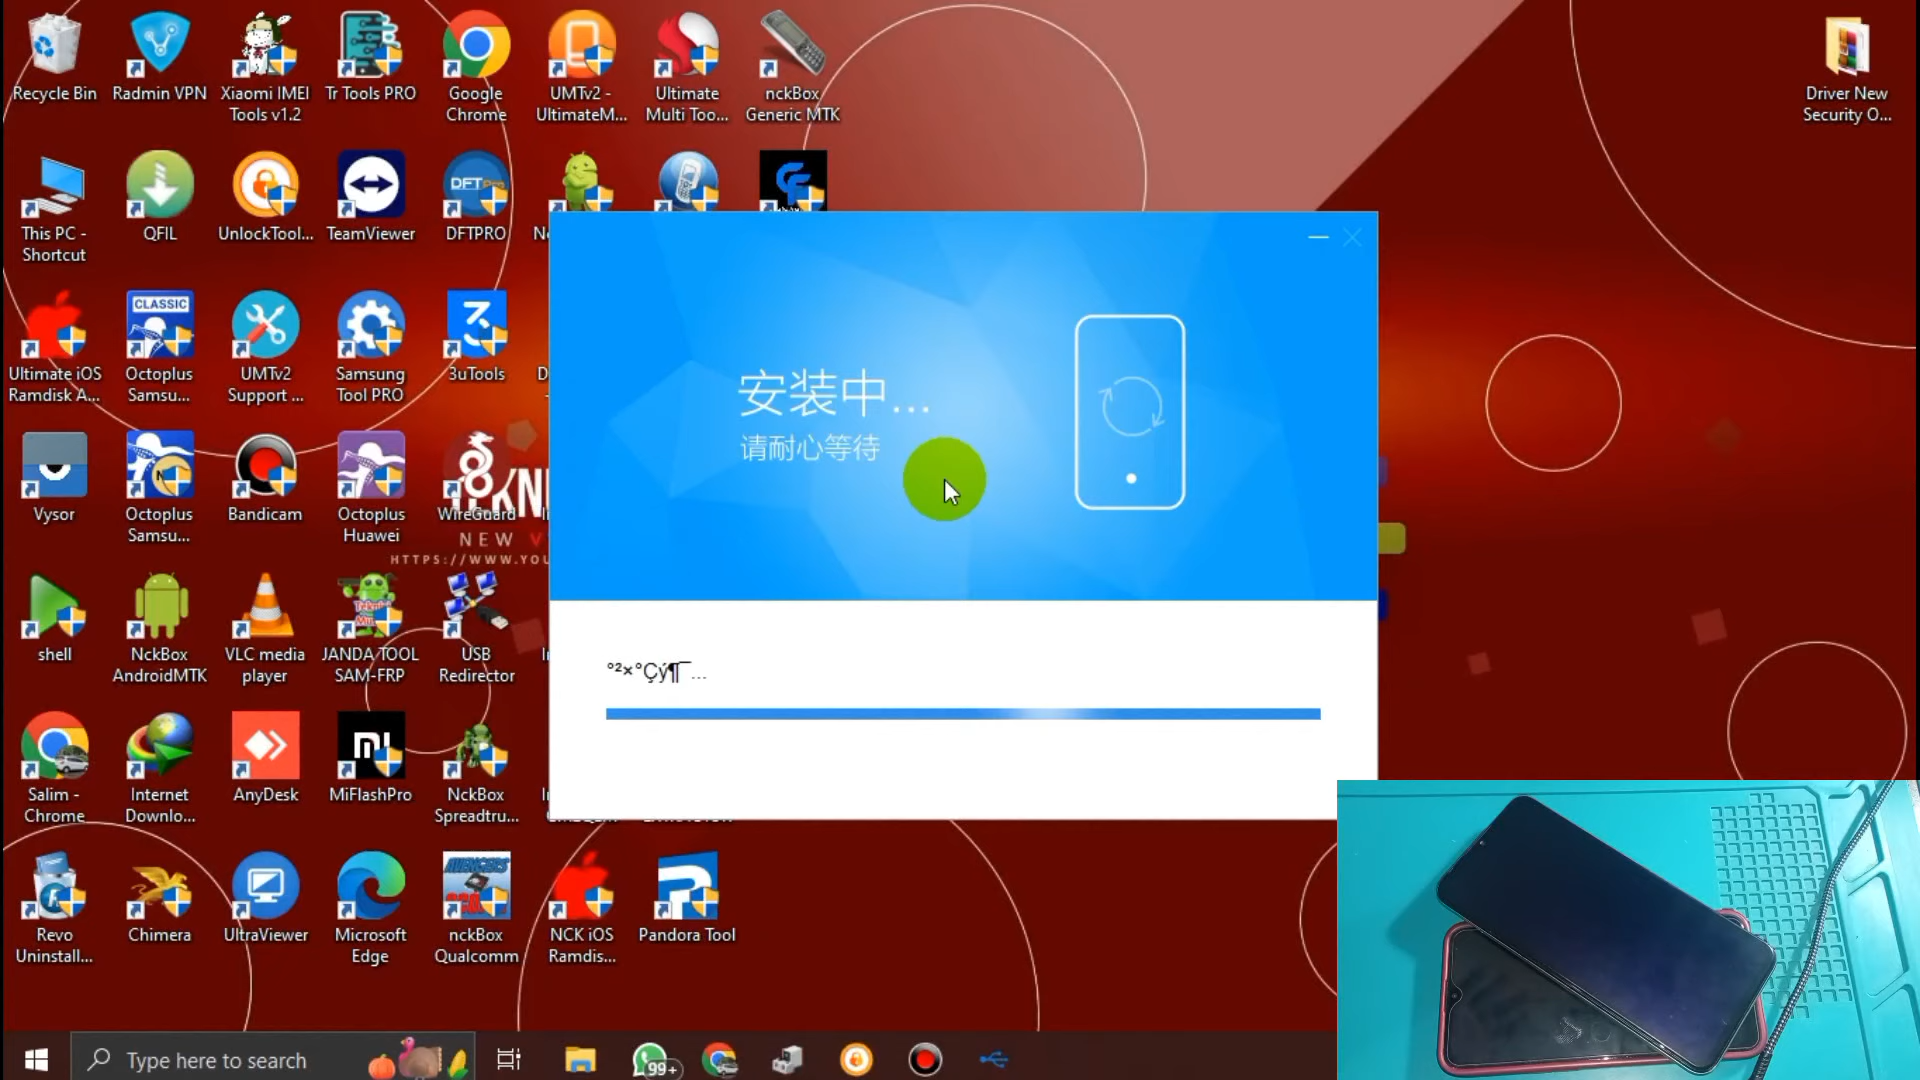 Recycle Bin
Radmin VPN
Xiaomi IMEI
Tools v1.2
Tr Tools PRO
Google
Chrome
UMTv2 -
UltimateM...
Ultimate
Multi Too...
nckBox
Generic MTK
Driver New
Security O...
This PC -
Shortcut
QFIL
UnlockTool...
TeamViewer
DFTPRO
Ultimate iOS
Ramdisk A...
CLASSIC
Octoplus
Samsu...
UMTv2
Support ...
Samsung
Tool PRO
3uTools
安装中...
请耐心等待
Vysor
Octoplus
Samsu...
Bandicam
Octoplus
Huawei
WireGuard
NEW
HTTPS://WWW.YOU
shell
NckBox
AndroidMTK
VLC media
player
JANDA TOOL
SAM-FRP
USB
Redirector
°²×°Çý¶¯...
Salim -
Chrome
Internet
Downlo...
AnyDesk
MiFlashPro
NckBox
Spreadtru...
Revo
Uninstall...
Chimera
UltraViewer
Microsoft
Edge
nckBox
Qualcomm
NCK iOS
Ramdis...
Pandora Tool
Type here to search
99+